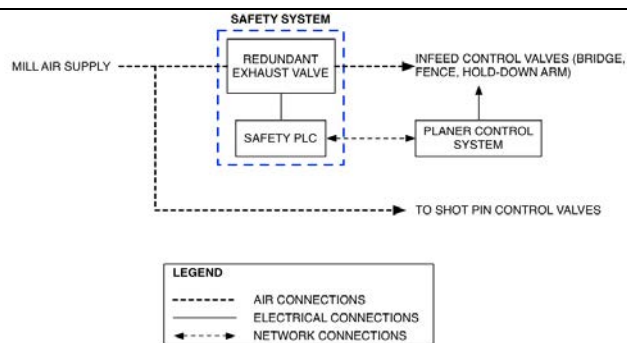 SAFETY SYSTEM
MILL AIR SUPPLY
REDUNDANT
EXHAUST VALVE
INFEED CONTROL VALVES (BRIDGE,
FENCE, HOLD-DOWN ARM)
SAFETY PLC
PLANER CONTROL
SYSTEM
TO SHOT PIN CONTROL VALVES
LEGEND
AIR CONNECTIONS
ELECTRICAL CONNECTIONS
NETWORK CONNECTIONS